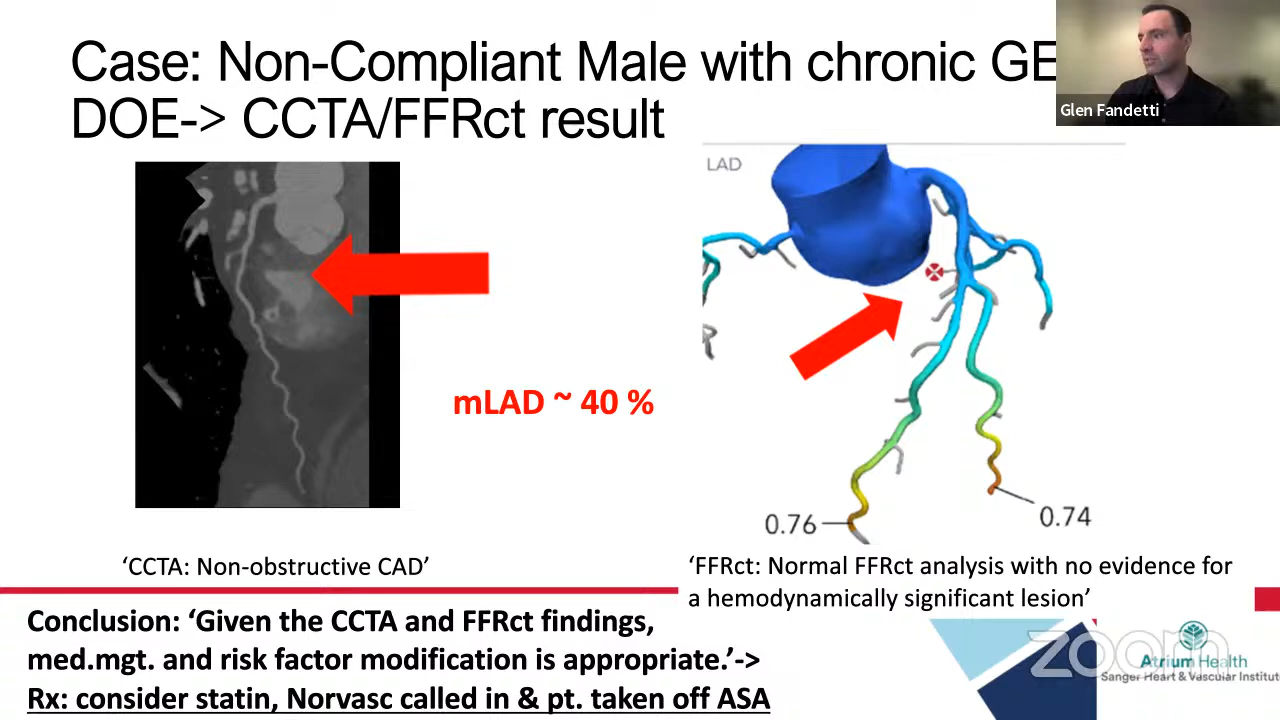 Case: Non-Compliant Male with chronic GE
DOE-> CCTA/FFRct result
Glen Fandetti
LAD
mLAD ~ 40 %
0.76
0.74
‘CCTA: Non-obstructive CAD’
‘FFRct: Normal FFRct analysis with no evidence for
a hemodynamically significant lesion’
Conclusion: ‘Given the CCTA and FFRct findings,
med.mgt. and risk factor modification is appropriate.’->
Rx: consider statin, Norvasc called in & pt. taken off ASA
zoom
Atrium Health
Sanger Heart & Vascular Institute